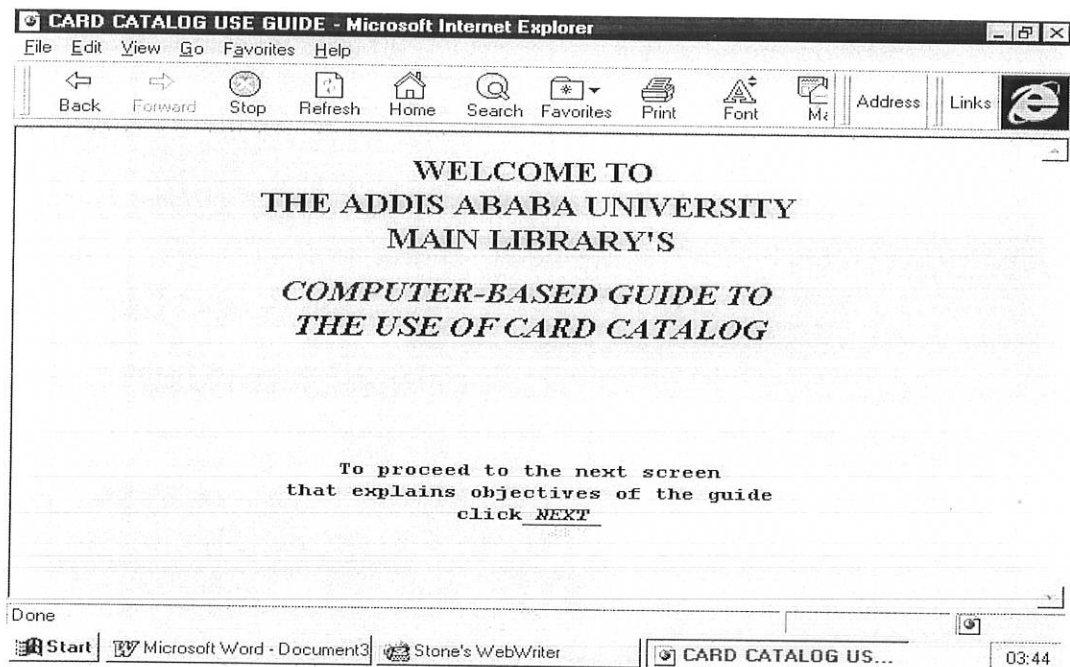 CARD CATALOG USE GUIDE - Microsoft Internet Explorer
File Edit View Go Favorites Help
Back Forward Stop Refresh Home Search Favorites Print Font Ma Address Links
WELCOME TO
THE ADDIS ABABA UNIVERSITY
MAIN LIBRARY'S
COMPUTER-BASED GUIDE TO
THE USE OF CARD CATALOG
To proceed to the next screen
that explains objectives of the guide
click NEXT
Done
Start Microsoft Word - Document3 Stone's WebWriter CARD CATALOG US... 03:44